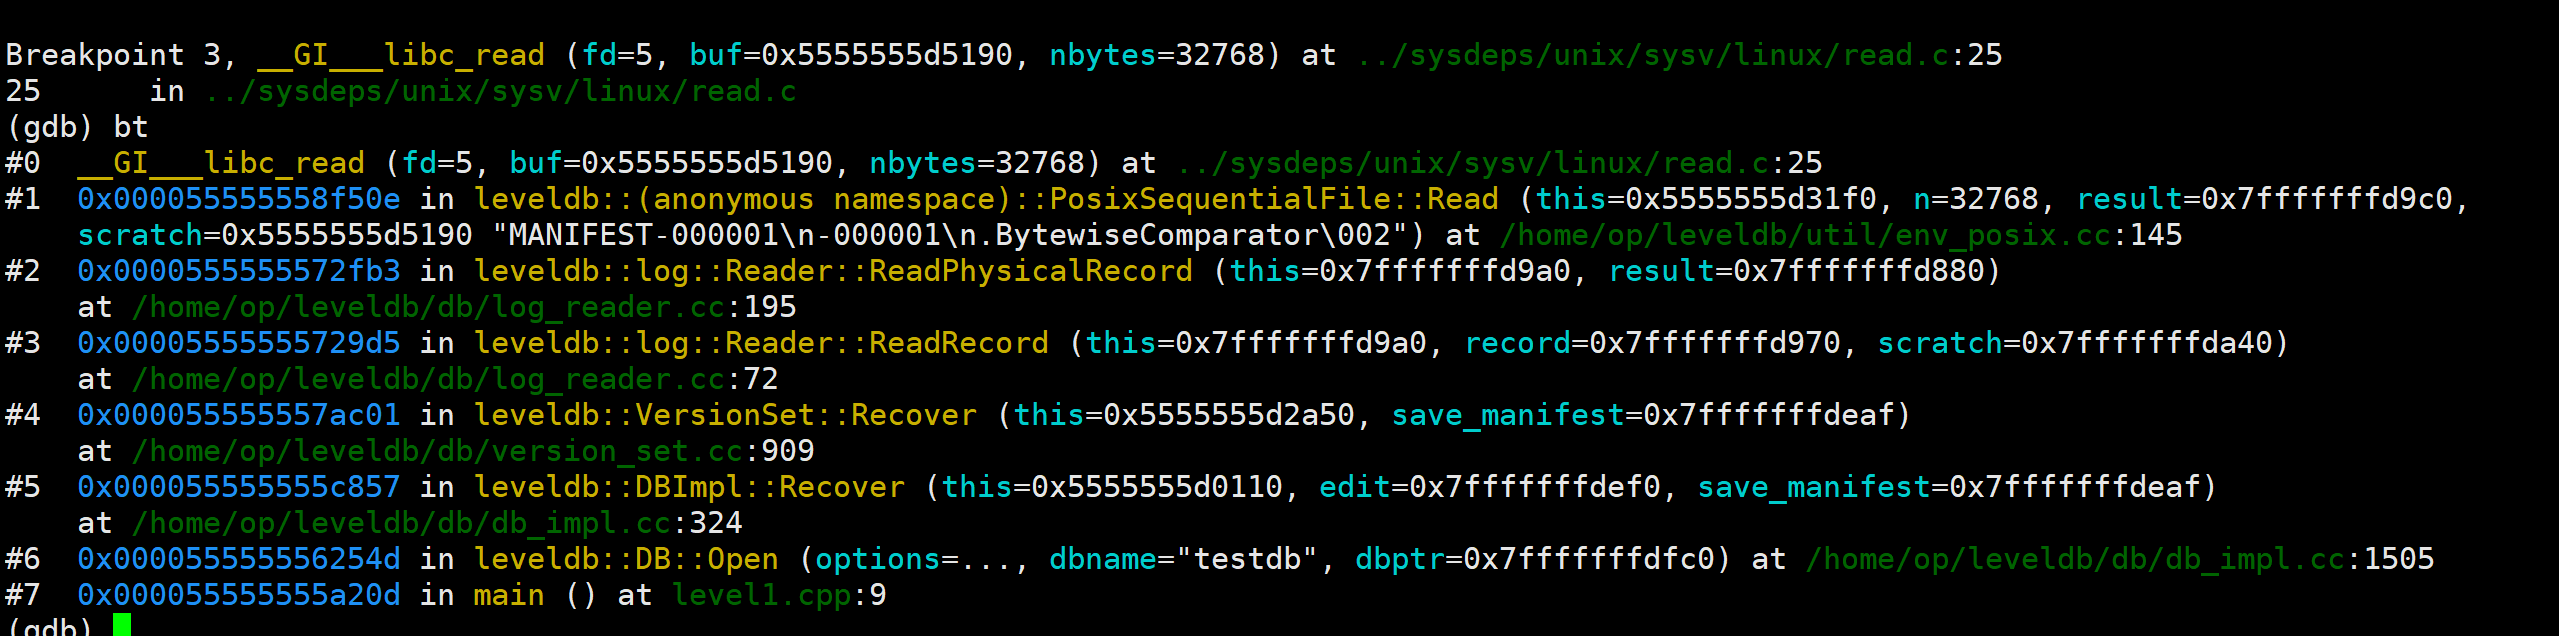 Breakpoint 3, __GI___libc_read (fd=5, buf=0x5555555d5190, nbytes=32768) at ../sysdeps/unix/sysv/linux/read.c:25
25      in ../sysdeps/unix/sysv/linux/read.c
(gdb) bt
#0  __GI___libc_read (fd=5, buf=0x5555555d5190, nbytes=32768) at ../sysdeps/unix/sysv/linux/read.c:25
#1  0x000055555558f50e in leveldb::(anonymous namespace)::PosixSequentialFile::Read (this=0x5555555d31f0, n=32768, result=0x7fffffffd9c0,
    scratch=0x5555555d5190 "MANIFEST-000001\n-000001\n.BytewiseComparator\002") at /home/op/leveldb/util/env_posix.cc:145
#2  0x0000555555572fb3 in leveldb::log::Reader::ReadPhysicalRecord (this=0x7fffffffd9a0, result=0x7fffffffd880)
    at /home/op/leveldb/db/log_reader.cc:195
#3  0x00005555555729d5 in leveldb::log::Reader::ReadRecord (this=0x7fffffffd9a0, record=0x7fffffffd970, scratch=0x7fffffffda40)
    at /home/op/leveldb/db/log_reader.cc:72
#4  0x000055555557ac01 in leveldb::VersionSet::Recover (this=0x5555555d2a50, save_manifest=0x7fffffffdeaf)
    at /home/op/leveldb/db/version_set.cc:909
#5  0x000055555555c857 in leveldb::DBImpl::Recover (this=0x5555555d0110, edit=0x7fffffffdef0, save_manifest=0x7fffffffdeaf)
    at /home/op/leveldb/db/db_impl.cc:324
#6  0x000055555556254d in leveldb::DB::Open (options=..., dbname="testdb", dbptr=0x7fffffffdfc0) at /home/op/leveldb/db/db_impl.cc:1505
#7  0x000055555555a20d in main () at level1.cpp:9
(gdb)